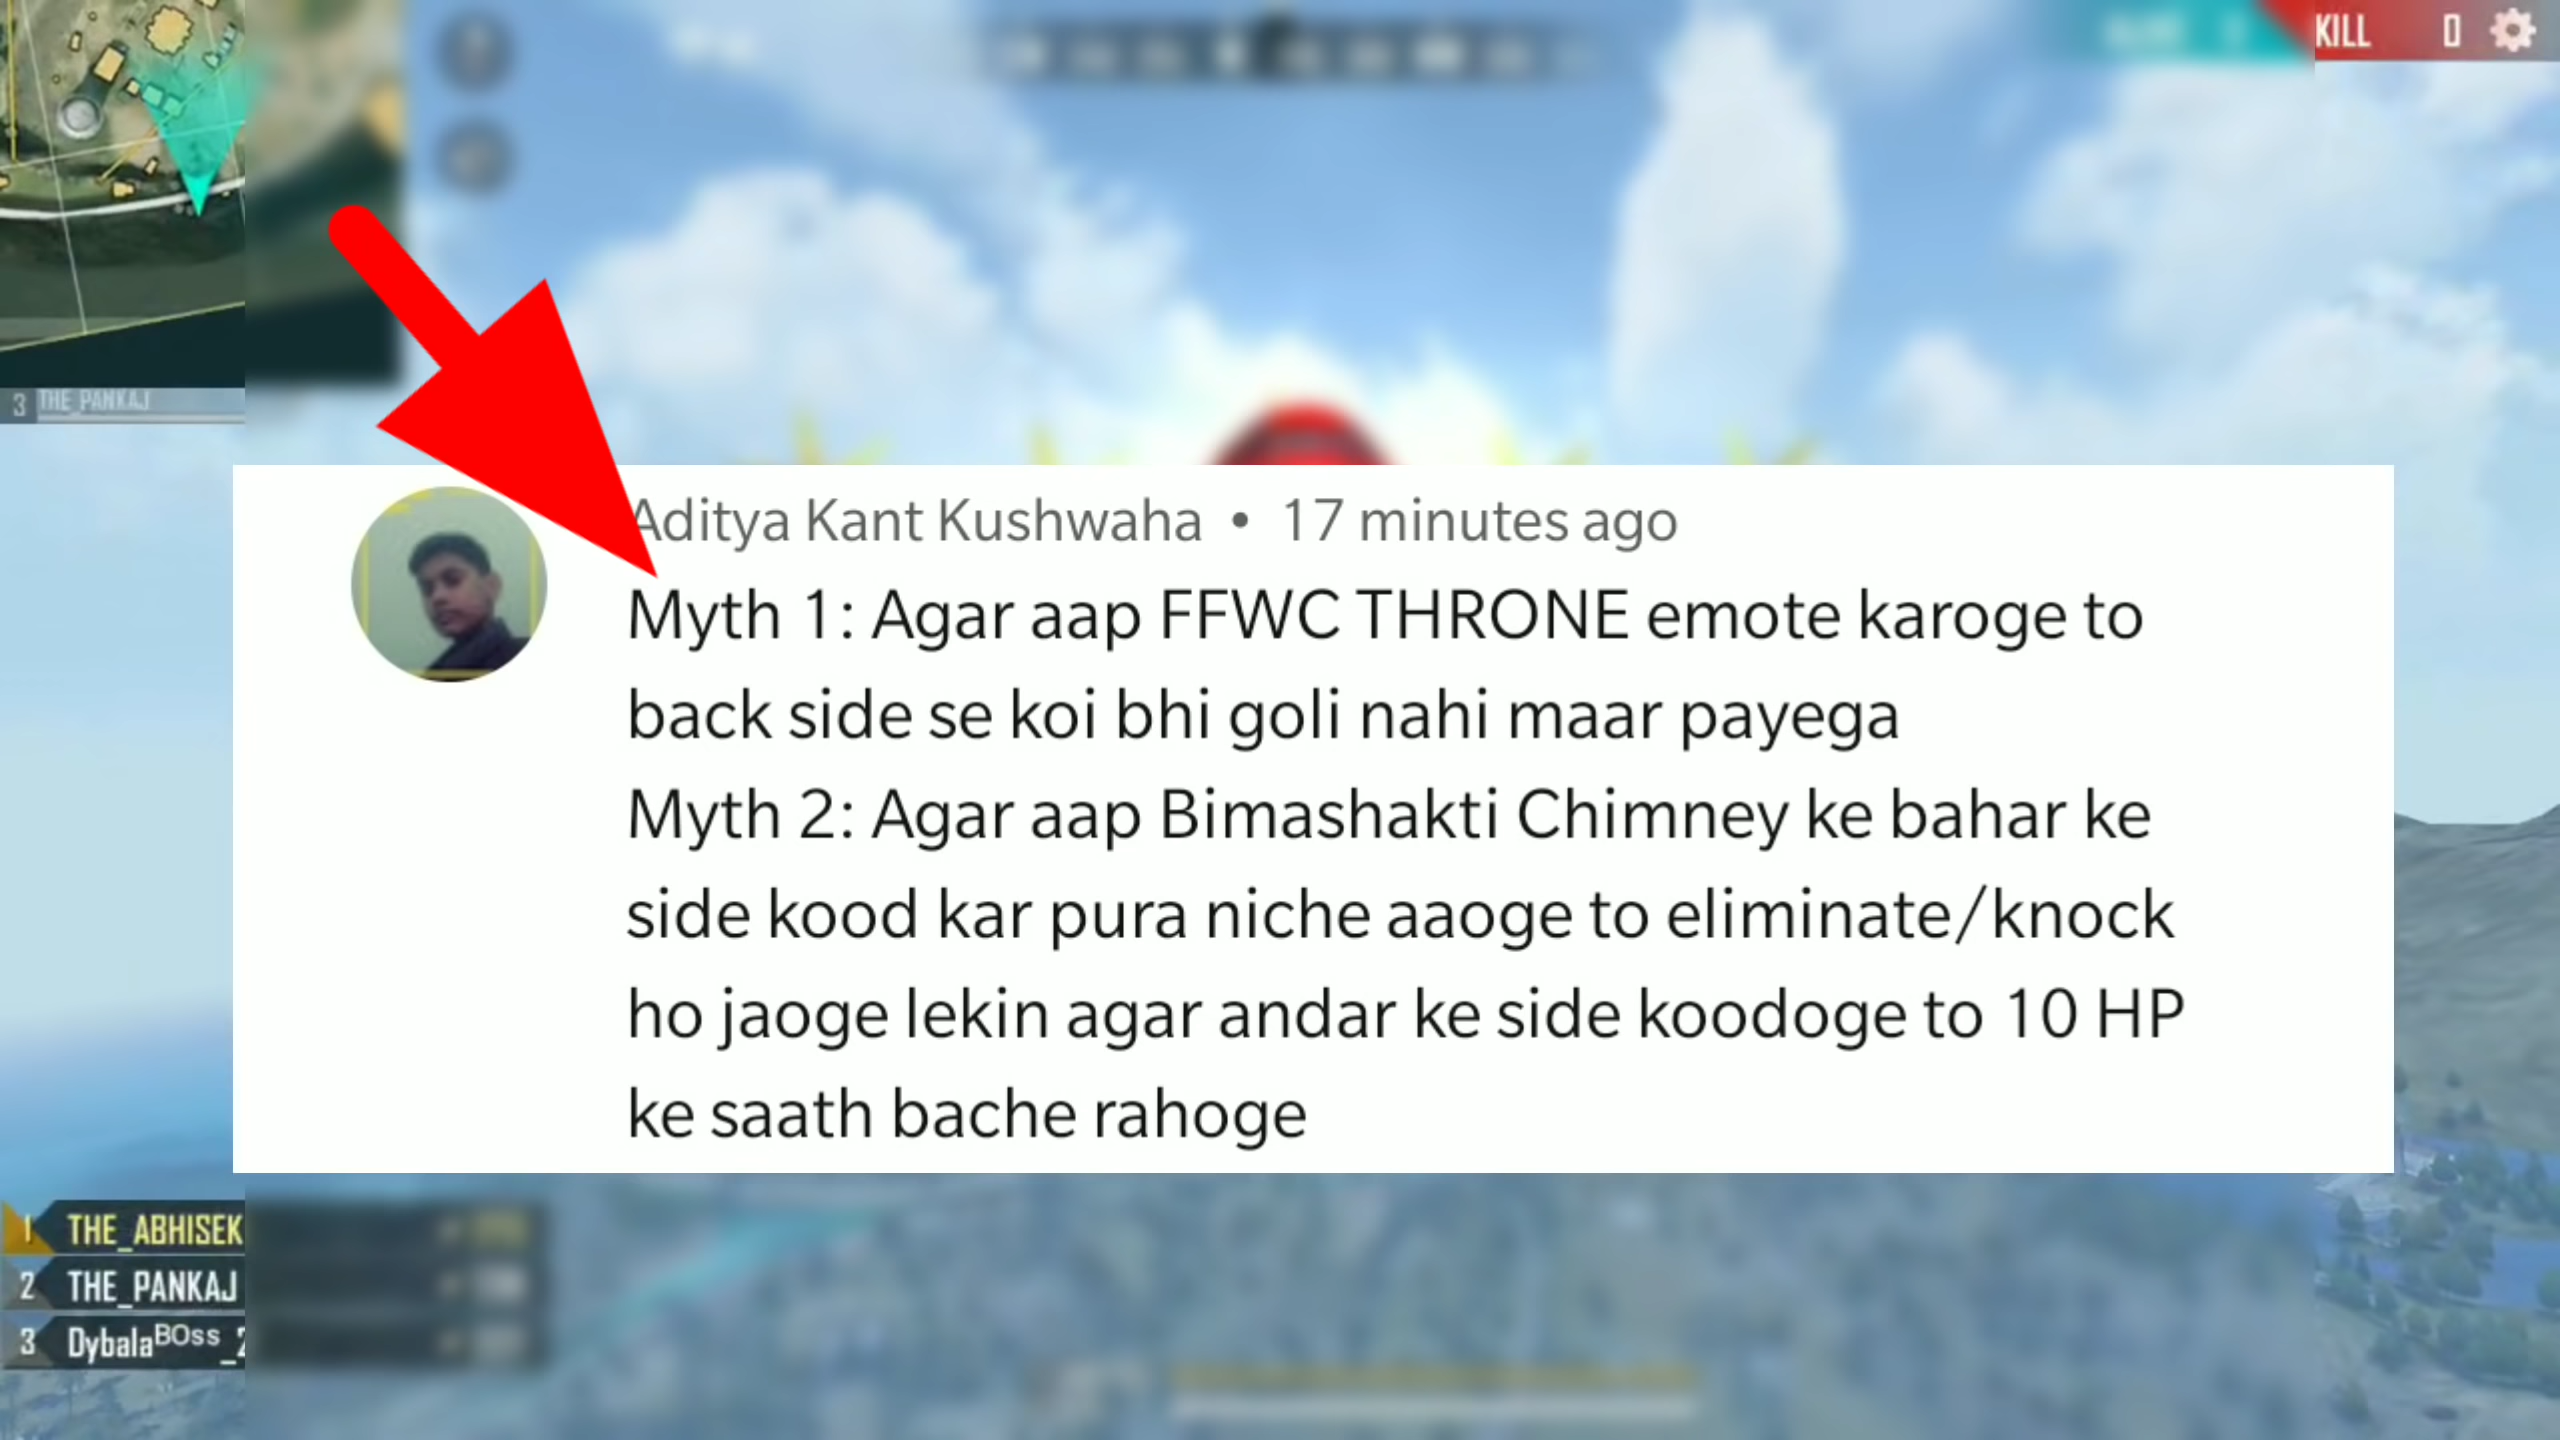 KILL 0
3 THE_PANKAJ
Aditya Kant Kushwaha • 17 minutes ago
Myth 1: Agar aap FFWC THRONE emote karoge to
back side se koi bhi goli nahi maar payega
Myth 2: Agar aap Bimashakti Chimney ke bahar ke
side kood kar pura niche aaoge to eliminate/knock
ho jaoge lekin agar andar ke side koodoge to 10 HP
ke saath bache rahoge
1 THE_ABHISEK
2 THE_PANKAJ
3 Dybalaᴮᴼˢˢ_2